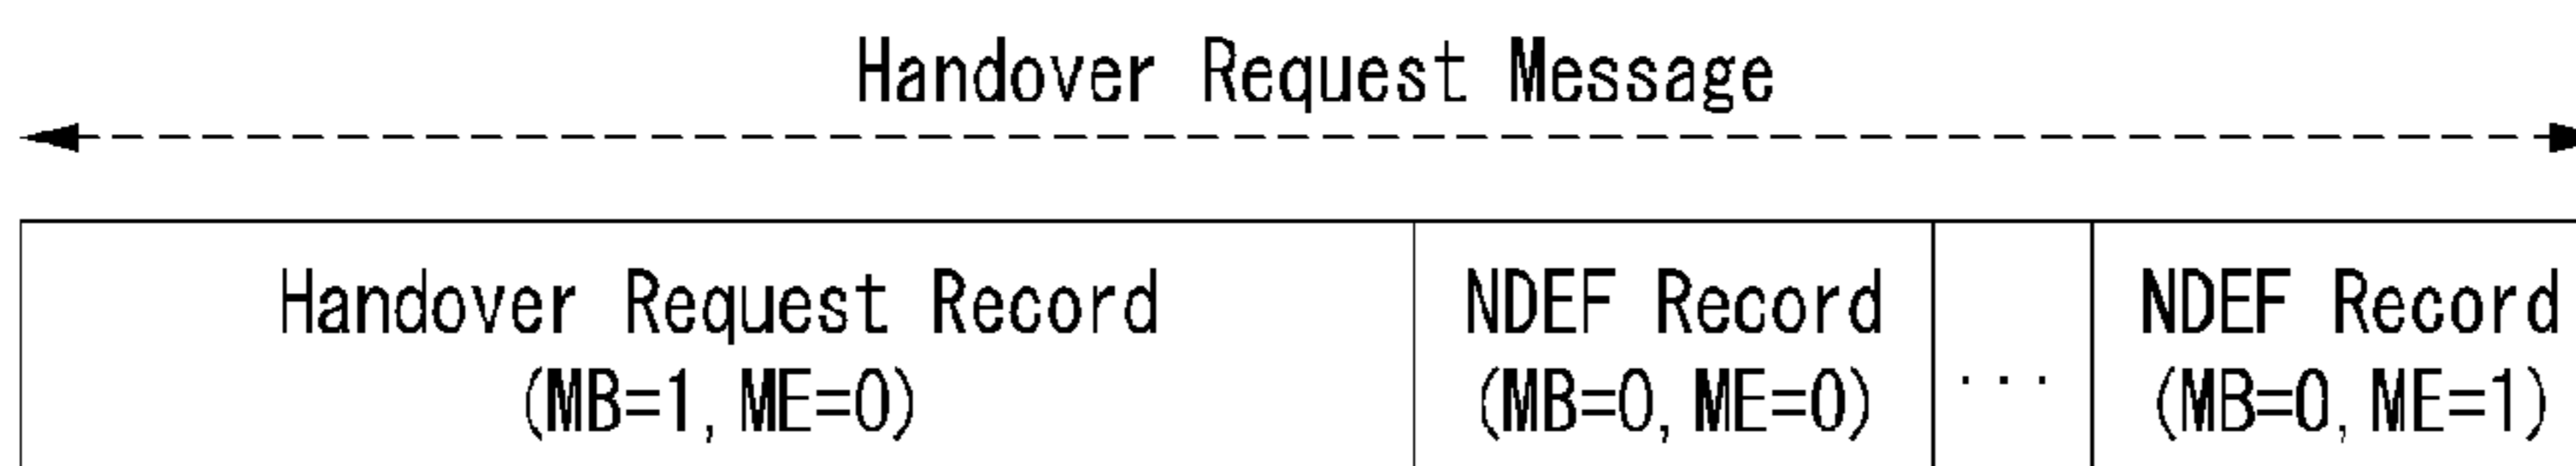 Handover Request Message
Handover Request Record NDEF Record NDEF Record
(MB=1, ME=0) (MB=0, ME=0) ... (MB=0, ME=1)